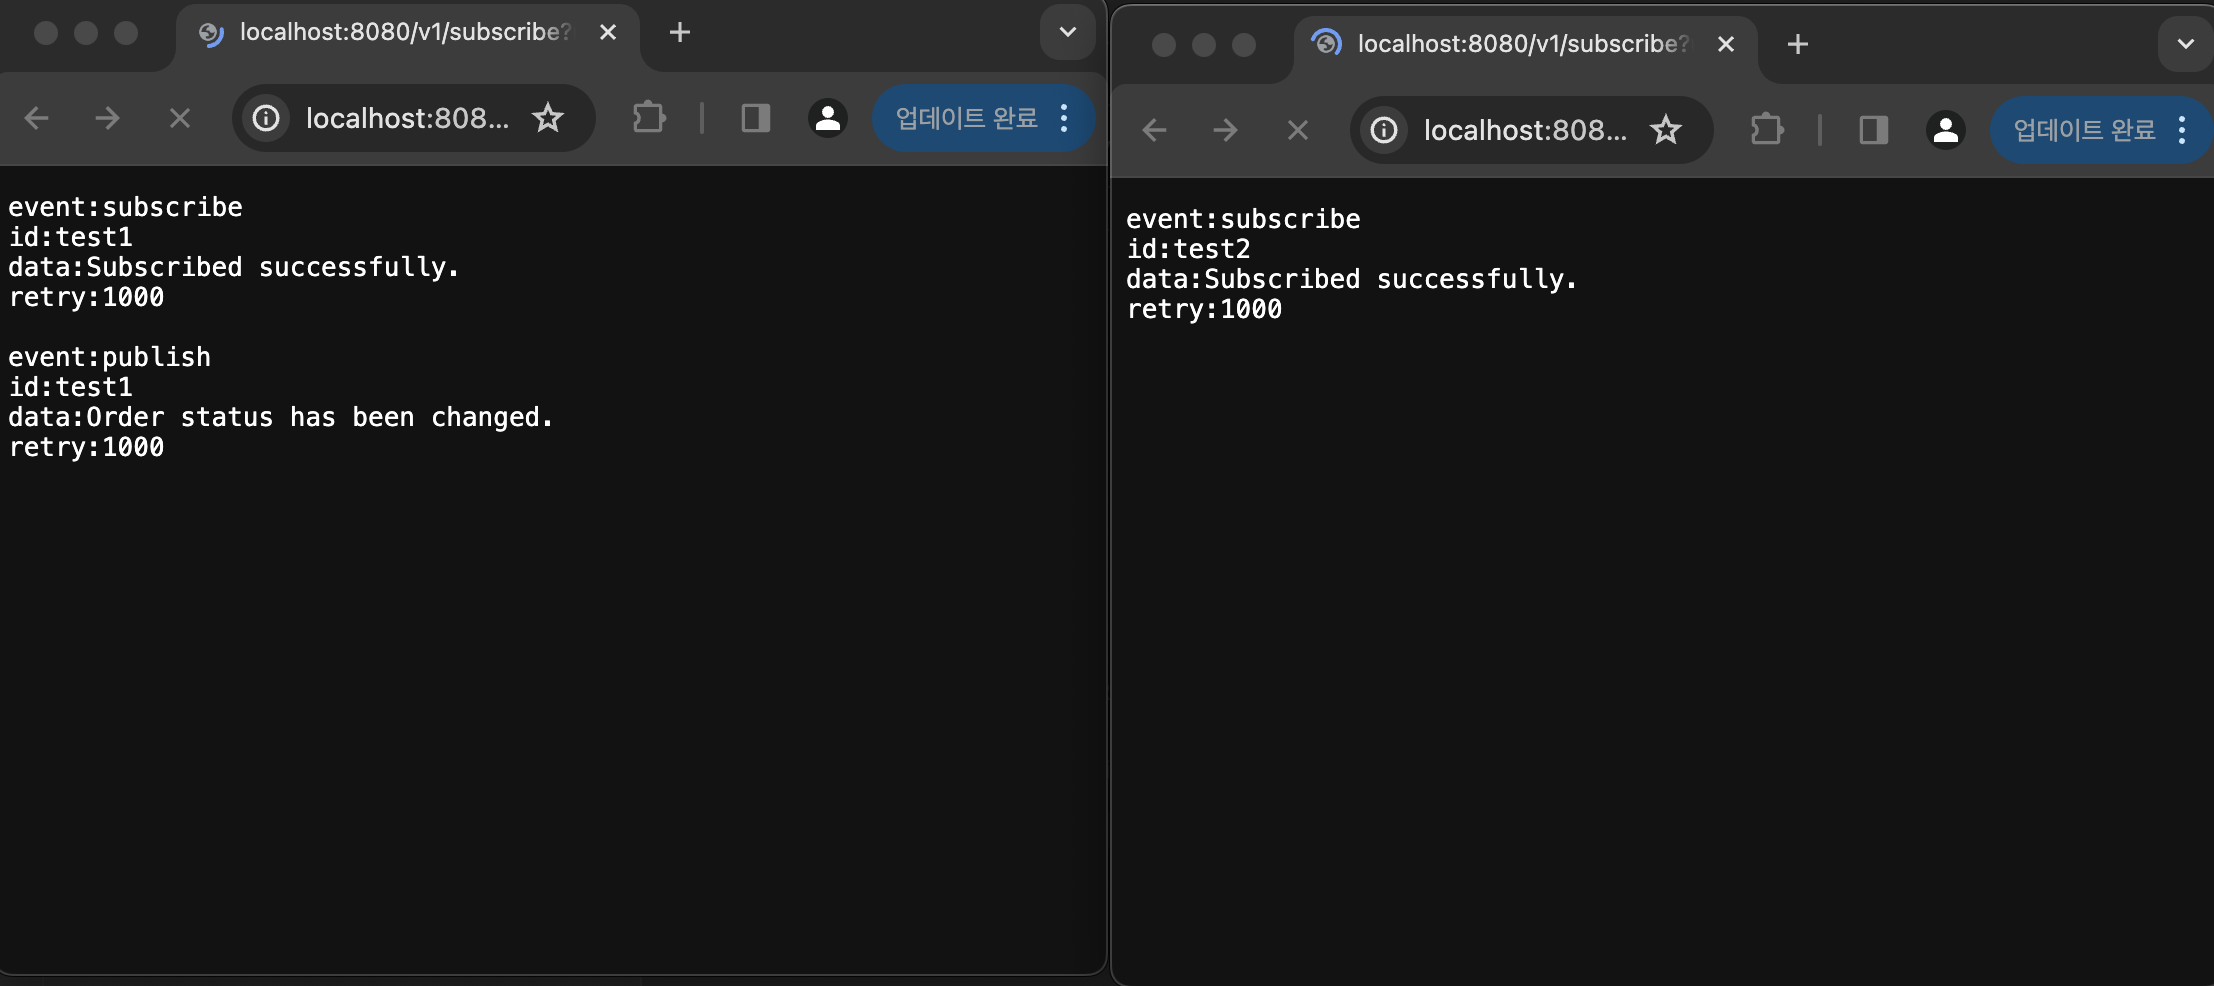 localhost:8080/v1/subscribe?
localhost:808...
업데이트 완료
event:subscribe
id:test1
data:Subscribed successfully.
retry:1000
event:publish
id:test1
data:Order status has been changed.
retry:1000
localhost:8080/v1/subscribe?
localhost:808...
업데이트 완료
event:subscribe
id:test2
data:Subscribed successfully.
retry:1000